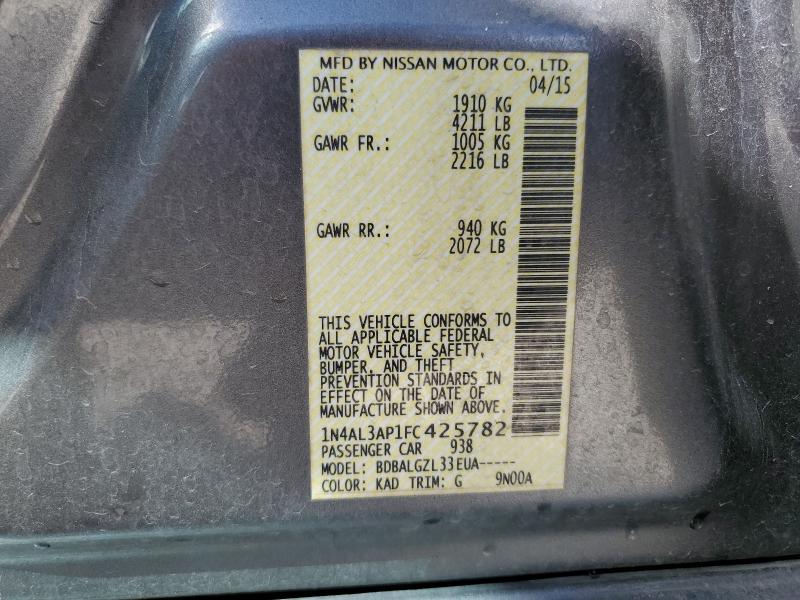 MFD BY NISSAN MOTOR CO., LTD.
DATE: 04/15
GVWR: 1910 KG
4211 LB
GAWR FR.: 1005 KG
2216 LB
GAWR RR.: 940 KG
2072 LB
THIS VEHICLE CONFORMS TO
ALL APPLICABLE FEDERAL
MOTOR VEHICLE SAFETY,
BUMPER, AND THEFT
PREVENTION STANDARDS IN
EFFECT ON THE DATE OF
MANUFACTURE SHOWN ABOVE.
1N4AL3AP1FC425782
PASSENGER CAR 938
MODEL: BDBALGZL33EUA-----
COLOR: KAD TRIM: G 9N00A